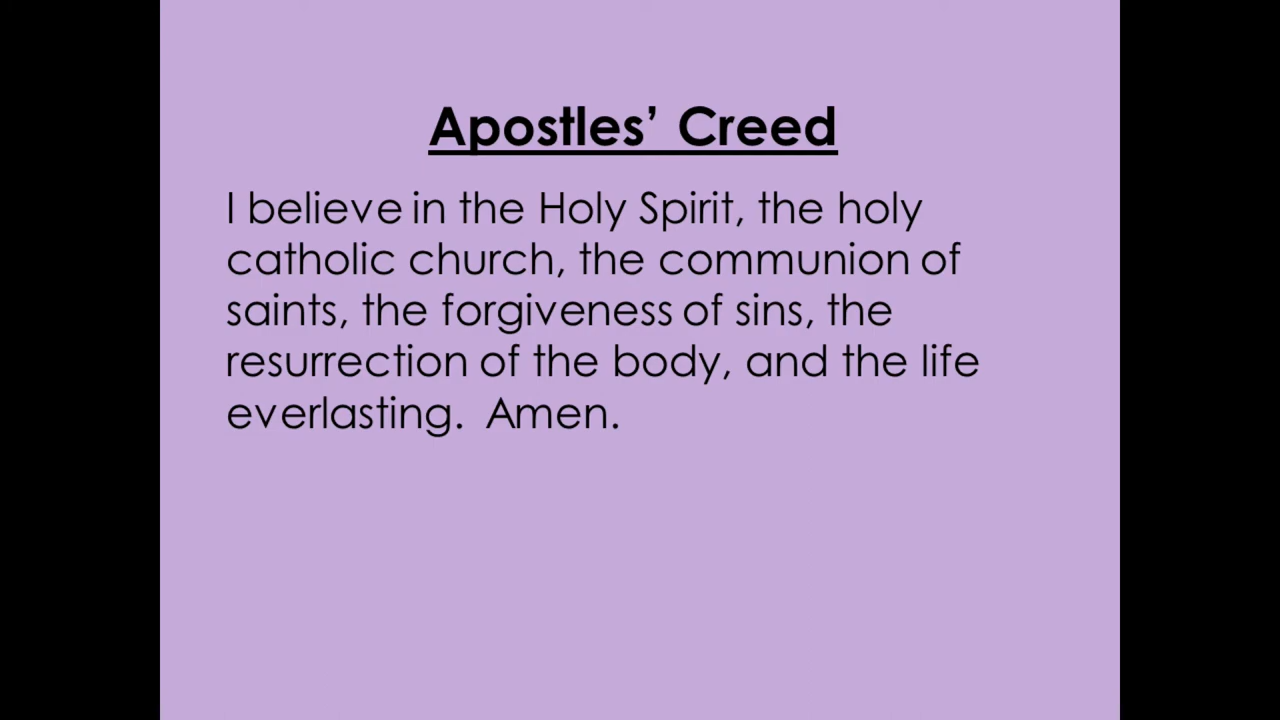 Apostles’ Creed
I believe in the Holy Spirit, the holy
catholic church, the communion of
saints, the forgiveness of sins, the
resurrection of the body, and the life
everlasting.  Amen.